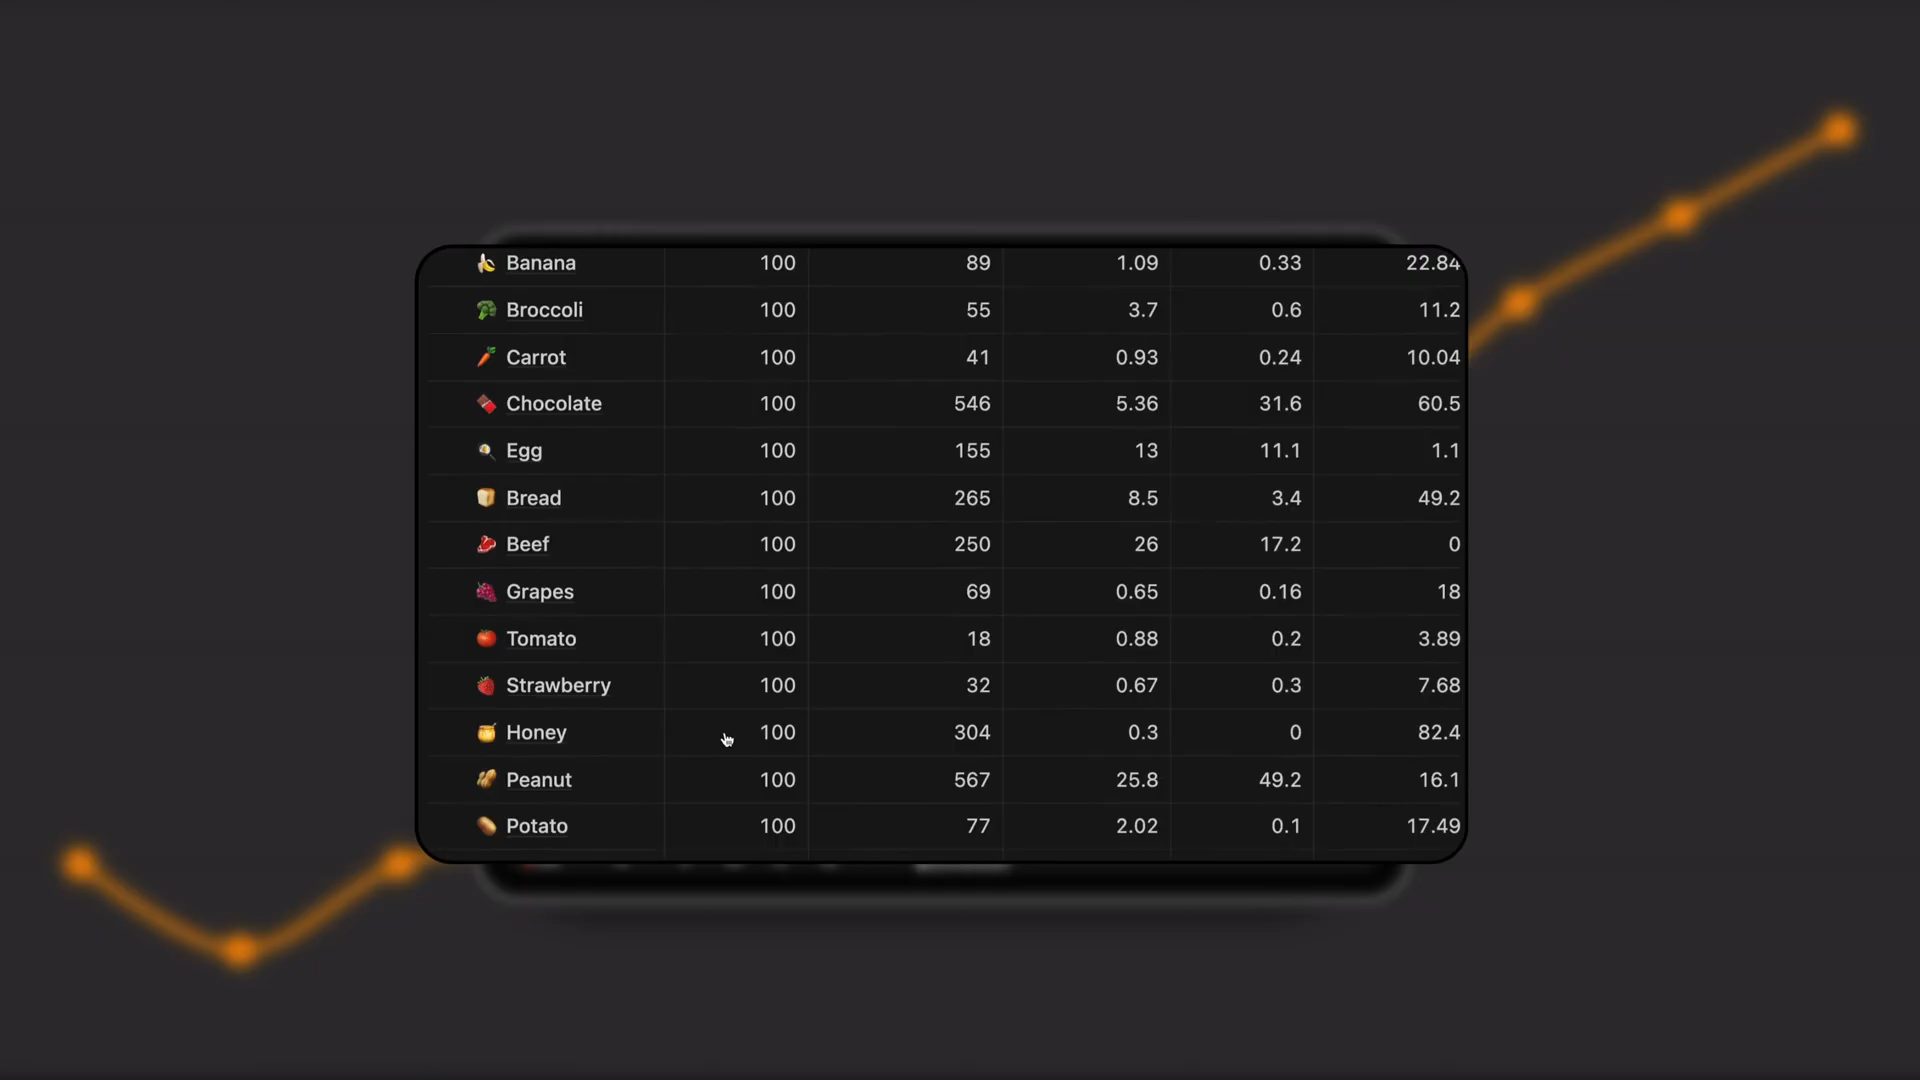 Banana 100 89 1.09 0.33 22.84
Broccoli 100 55 3.7 0.6 11.2
Carrot 100 41 0.93 0.24 10.04
Chocolate 100 546 5.36 31.6 60.5
Egg 100 155 13 11.1 1.1
Bread 100 265 8.5 3.4 49.2
Beef 100 250 26 17.2 0
Grapes 100 69 0.65 0.16 18
Tomato 100 18 0.88 0.2 3.89
Strawberry 100 32 0.67 0.3 7.68
Honey 100 304 0.3 0 82.4
Peanut 100 567 25.8 49.2 16.1
Potato 100 77 2.02 0.1 17.49